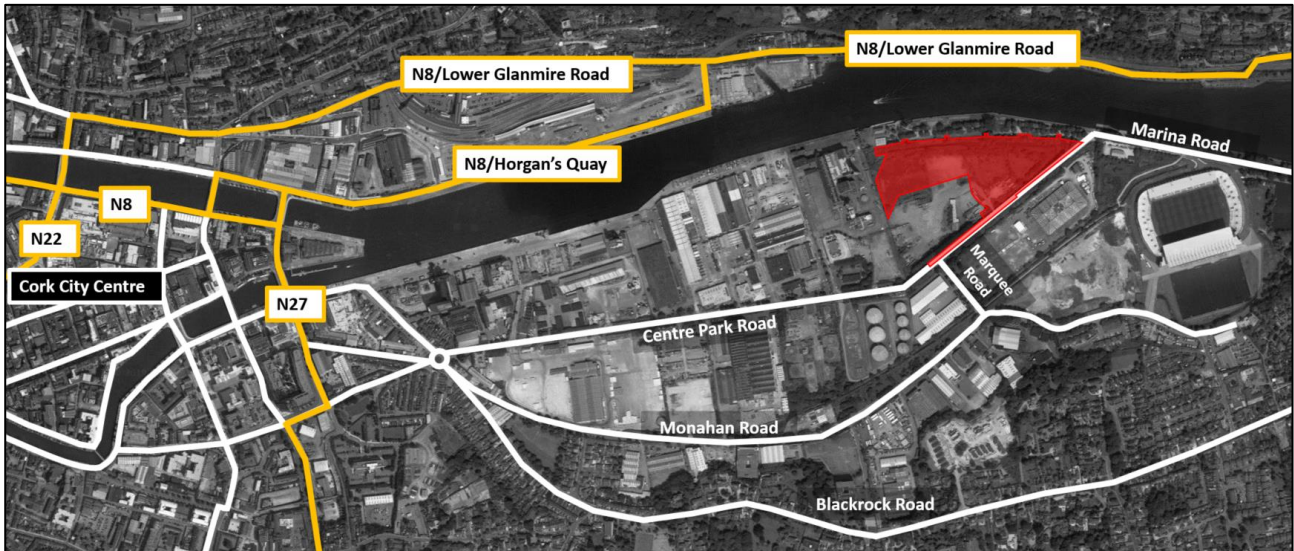 N8/Lower Glanmire Road
N8/Lower Glanmire Road
Marina Road
N8/Horgan's Quay
N8
N22
Cork City Centre
N27
Marquee
Road
Centre Park Road
Monahan Road
Blackrock Road